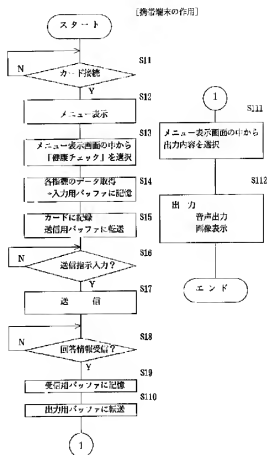 [携帯端末の作用]
スタート
S11
カード接続
N
Y
S12
メニュー表示
S13
メニュー表示画面の中から
『健康チェック』を選択
S14
各指標のデータ取得
→入力用バッファに記憶
S15
カードに記録
送信用バッファに転送
S16
送信指示入力?
N
Y
S17
送 信
S18
回答情報受信?
N
Y
S19
受信用バッファに記憶
S110
出力用バッファに転送
1
1
S111
メニュー表示画面の中から
出力内容を選択
S112
出 力
音声出力
画像表示
エンド